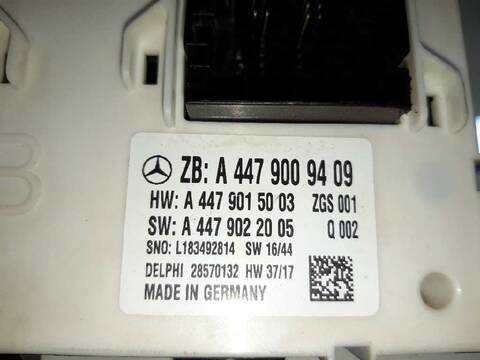 ZB: A 447 900 94 09
HW: A 447 901 50 03 ZGS 001
SW: A 447 902 20 05 Q 002
SNO: L183492814 SW 16/44
DELPHI 28570132 HW 37/17
MADE IN GERMANY